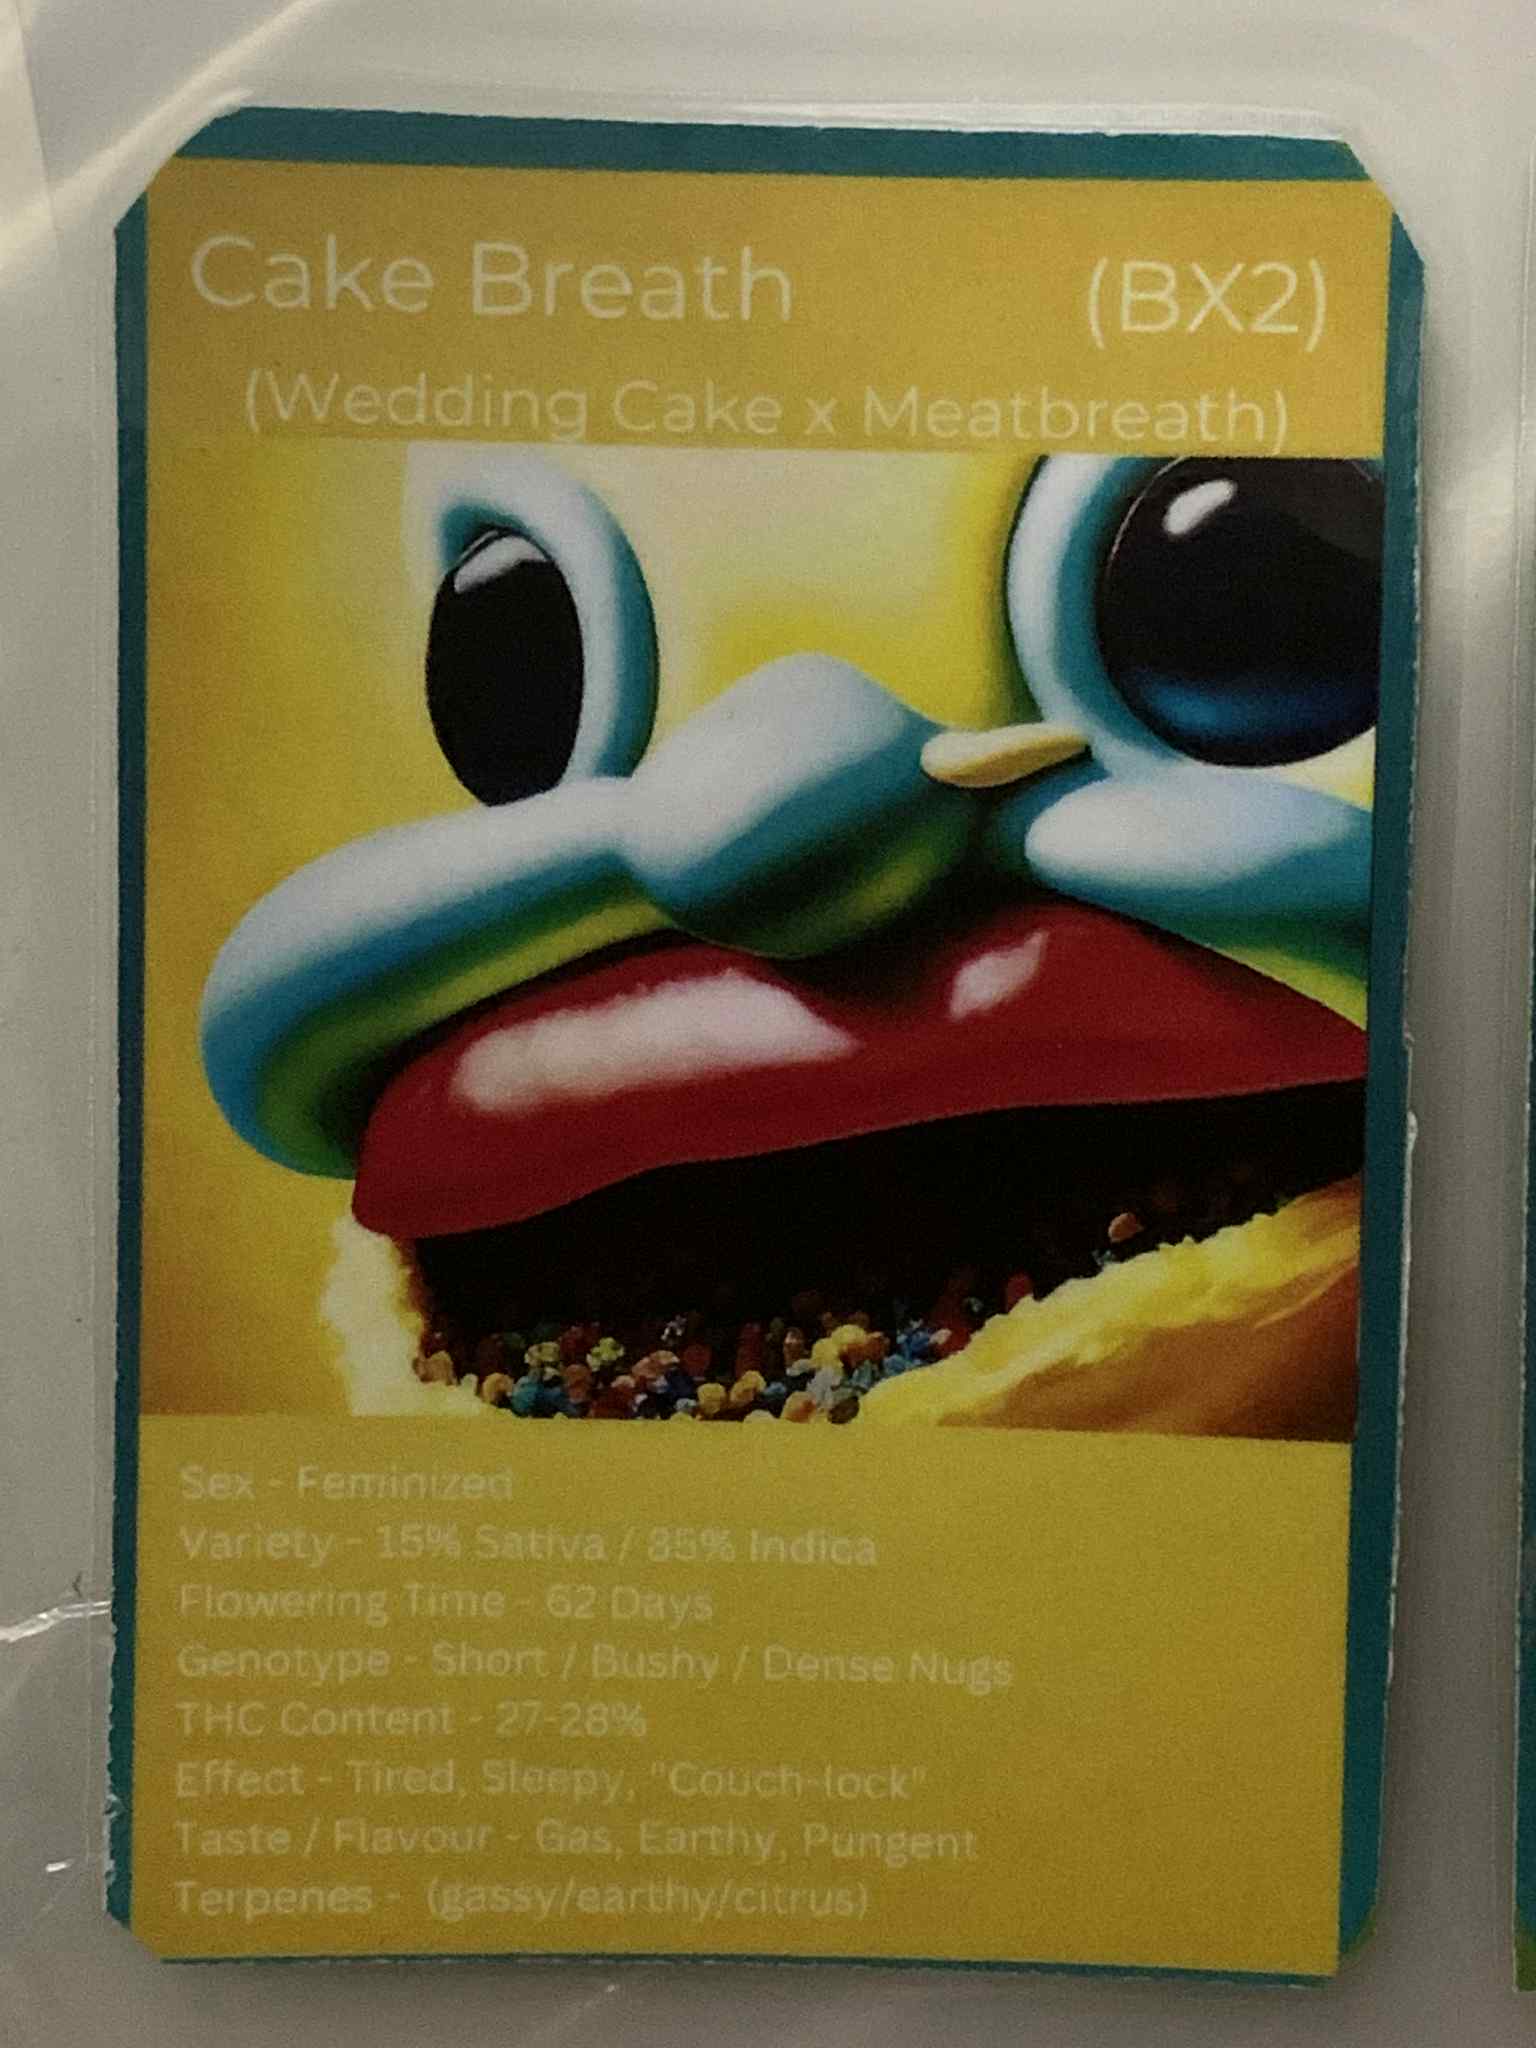 Cake Breath (BX2)
(Wedding Cake x Meatbreath)
Sex - Feminized
Variety - 15% Sativa / 85% Indica
Flowering Time - 62 Days
Genotype - Short / Bushy / Dense Nugs
THC Content - 27-28%
Effect - Tired, Sleepy, "Couch-lock"
Taste / Flavour - Gas, Earthy, Pungent
Terpenes - (gassy/earthy/citrus)